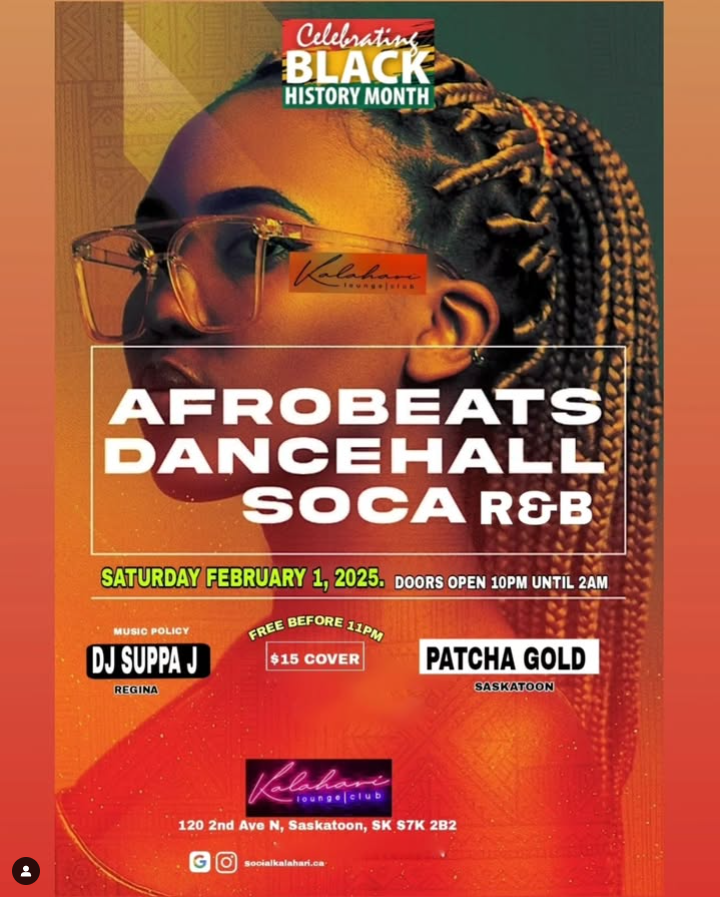 Celebrating
BLACK
HISTORY MONTH
Kalahari
lounge|club
AFROBEATS
DANCEHALL
SOCA R&B
SATURDAY FEBRUARY 1, 2025. DOORS OPEN 10PM UNTIL 2AM
MUSIC POLICY
DJ SUPPA J
REGINA
FREE BEFORE 11PM
$15 COVER
PATCHA GOLD
SASKATOON
Kalahari
lounge|club
120 2nd Ave N, Saskatoon, SK S7K 2B2
G socialkalahari.ca